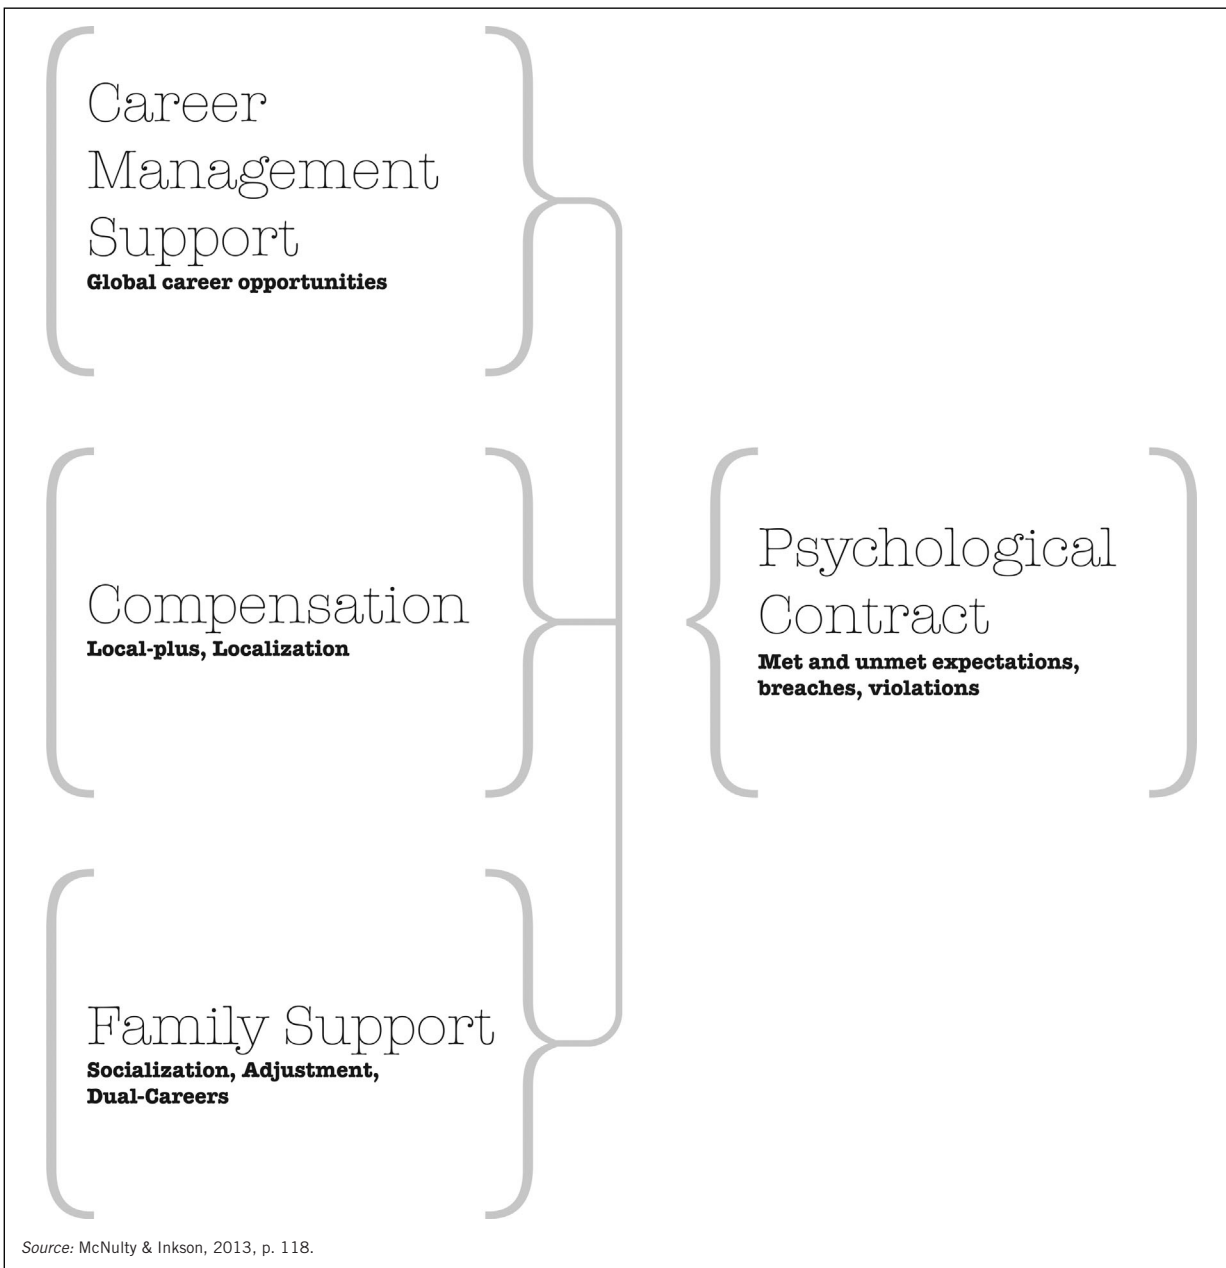 Career
Management
Support
Global career opportunities
Compensation
Local-plus, Localization
Family Support
Socialization, Adjustment,
Dual-Careers
Psychological
Contract
Met and unmet expectations,
breaches, violations
Source: McNulty & Inkson, 2013, p. 118.